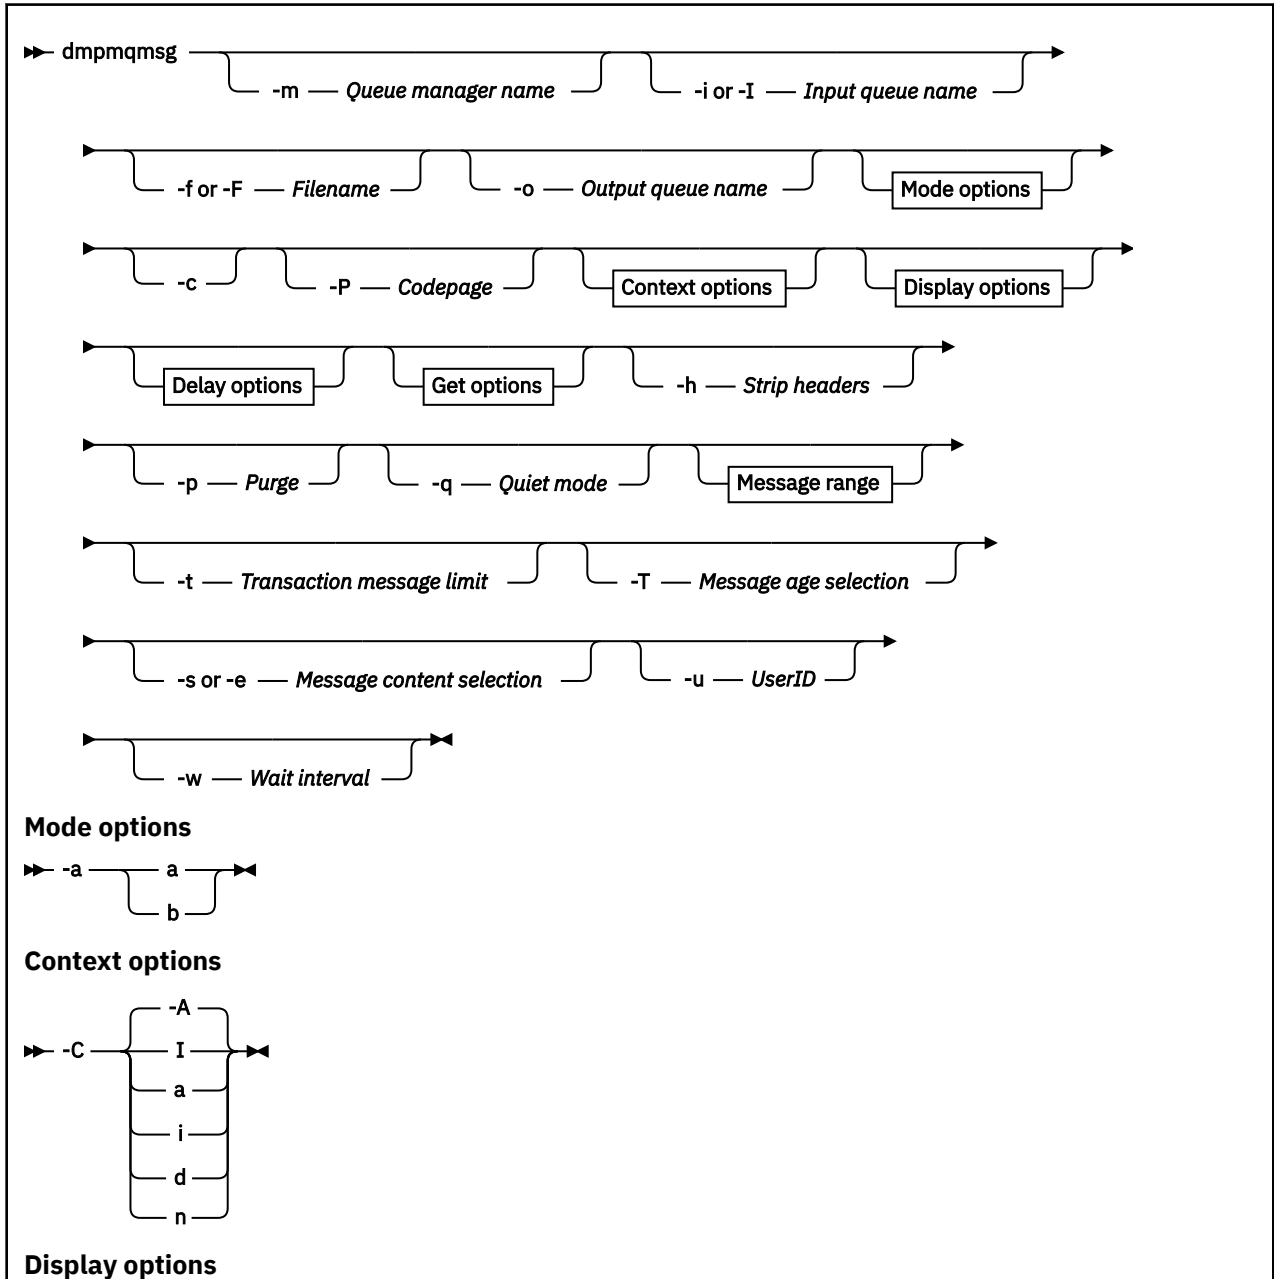 dmpmqmsg
-m Queue manager name -i or -I Input queue name
-f or -F Filename -o Output queue name Mode options
-c -P Codepage Context options Display options
Delay options Get options -h Strip headers
-p Purge -q Quiet mode Message range
-t Transaction message limit -T Message age selection
-s or -e Message content selection -u UserID
-w Wait interval
Mode options
-a a
b
Context options
-A
-C I
a
i
d
n
Display options